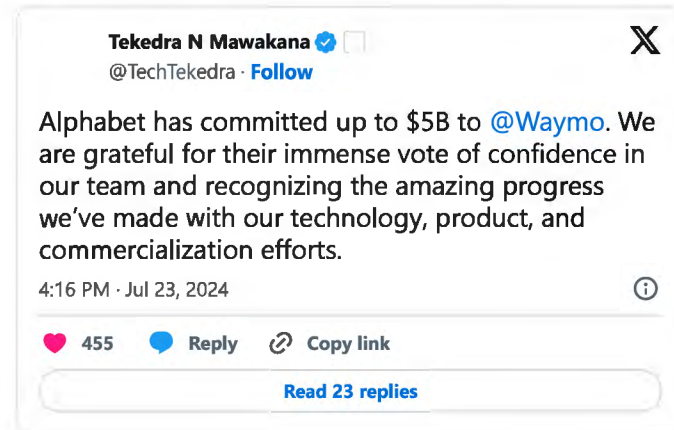 Tekedra N Mawakana
@TechTekedra · Follow
Alphabet has committed up to $5B to @Waymo. We
are grateful for their immense vote of confidence in
our team and recognizing the amazing progress
we've made with our technology, product, and
commercialization efforts.
4:16 PM · Jul 23, 2024
455 Reply Copy link
Read 23 replies